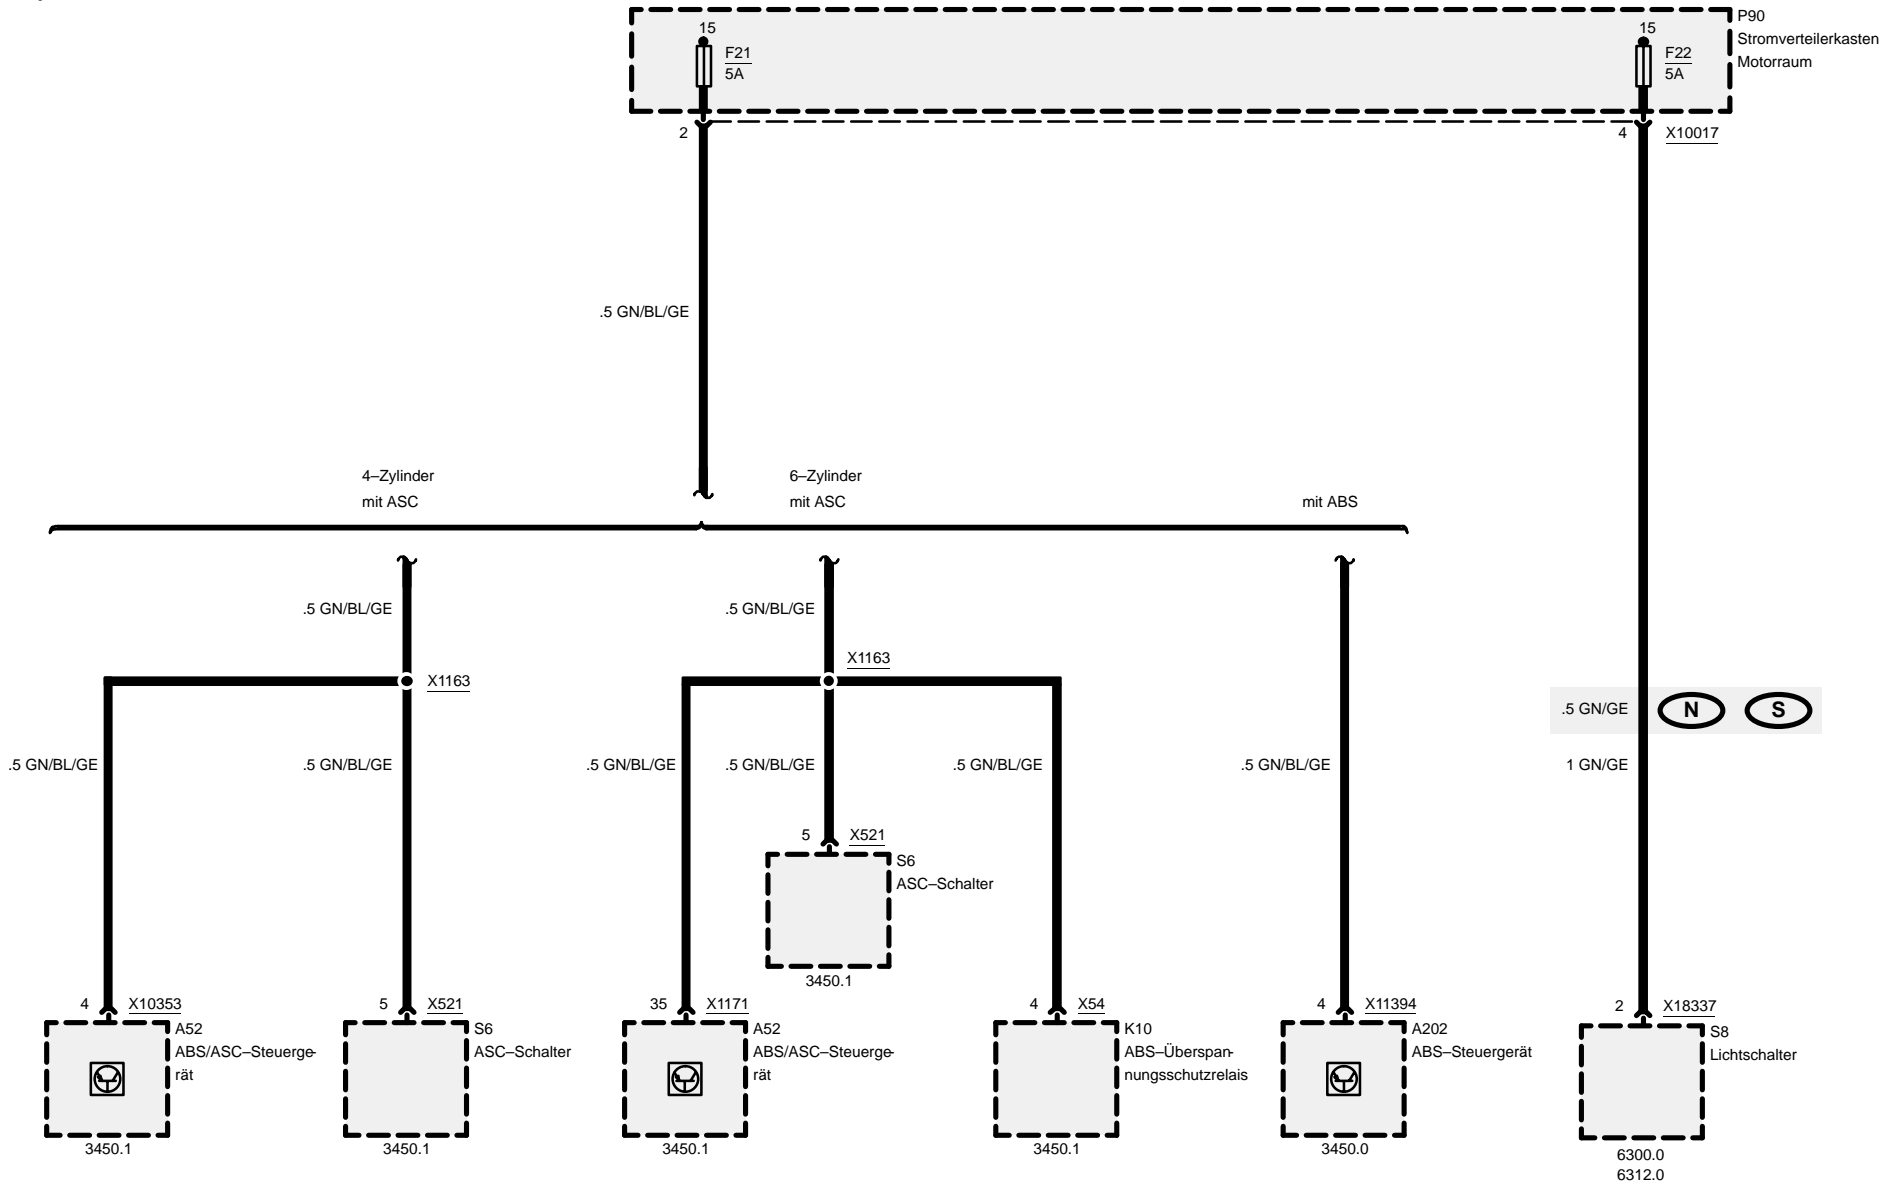 P90
Stromverteilerkasten
Motorraum
15
F21
5A
15
F22
5A
2
4
X10017
.5 GN/BL/GE
4–Zylinder
mit ASC
6–Zylinder
mit ASC
mit ABS
.5 GN/BL/GE
.5 GN/BL/GE
X1163
X1163
.5 GN/GE
N
S
.5 GN/BL/GE
.5 GN/BL/GE
.5 GN/BL/GE
.5 GN/BL/GE
.5 GN/BL/GE
.5 GN/BL/GE
1 GN/GE
5
X521
S6
ASC–Schalter
3450.1
4
X10353
A52
ABS/ASC–Steuerge-
rät
3450.1
5
X521
S6
ASC–Schalter
3450.1
35
X1171
A52
ABS/ASC–Steuerge-
rät
3450.1
4
X54
K10
ABS–Überspan-
nungsschutzrelais
3450.1
4
X11394
A202
ABS–Steuergerät
3450.0
2
X18337
S8
Lichtschalter
6300.0
6312.0